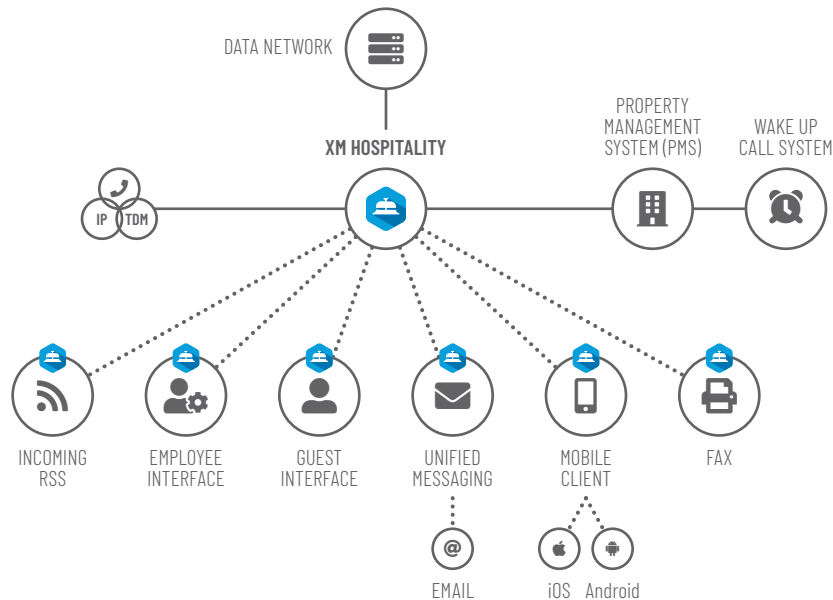 DATA NETWORK
XM HOSPITALITY
PROPERTY
MANAGEMENT
SYSTEM (PMS)
WAKE UP
CALL SYSTEM
IP
TDM
INCOMING
RSS
EMPLOYEE
INTERFACE
GUEST
INTERFACE
UNIFIED
MESSAGING
MOBILE
CLIENT
FAX
@
EMAIL
iOS
Android